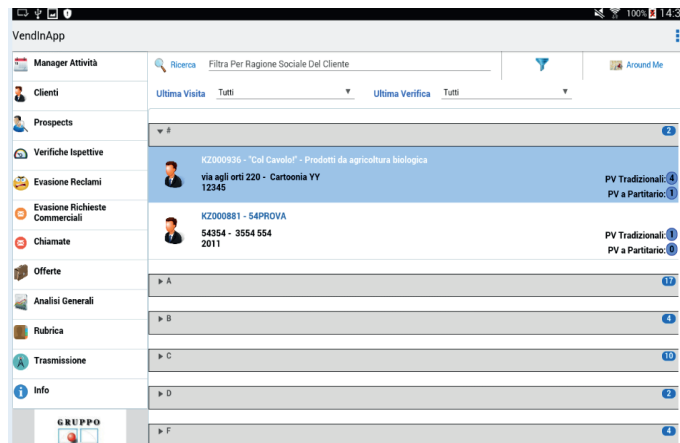 100% 14:3
VendInApp
Manager Attività
Clienti
Prospects
Verifiche Ispettive
Evasione Reclami
Evasione Richieste
Commerciali
Chiamate
Offerte
Analisi Generali
Rubrica
Trasmissione
Info
GRUPPO
Ricerca Filtra Per Ragione Sociale Del Cliente Around Me
Ultima Visita Tutti Ultima Verifica Tutti
# 2
KZ000936 - "Col Cavolo!" - Prodotti da agricoltura biologica
via agli orti 220 - Cartoonia YY
12345
PV Tradizionali: 4
PV a Partitario: 1
KZ000881 - 54PROVA
54354 - 3554 554
2011
PV Tradizionali: 1
PV a Partitario: 0
A 17
B 4
C 10
D 2
F 4